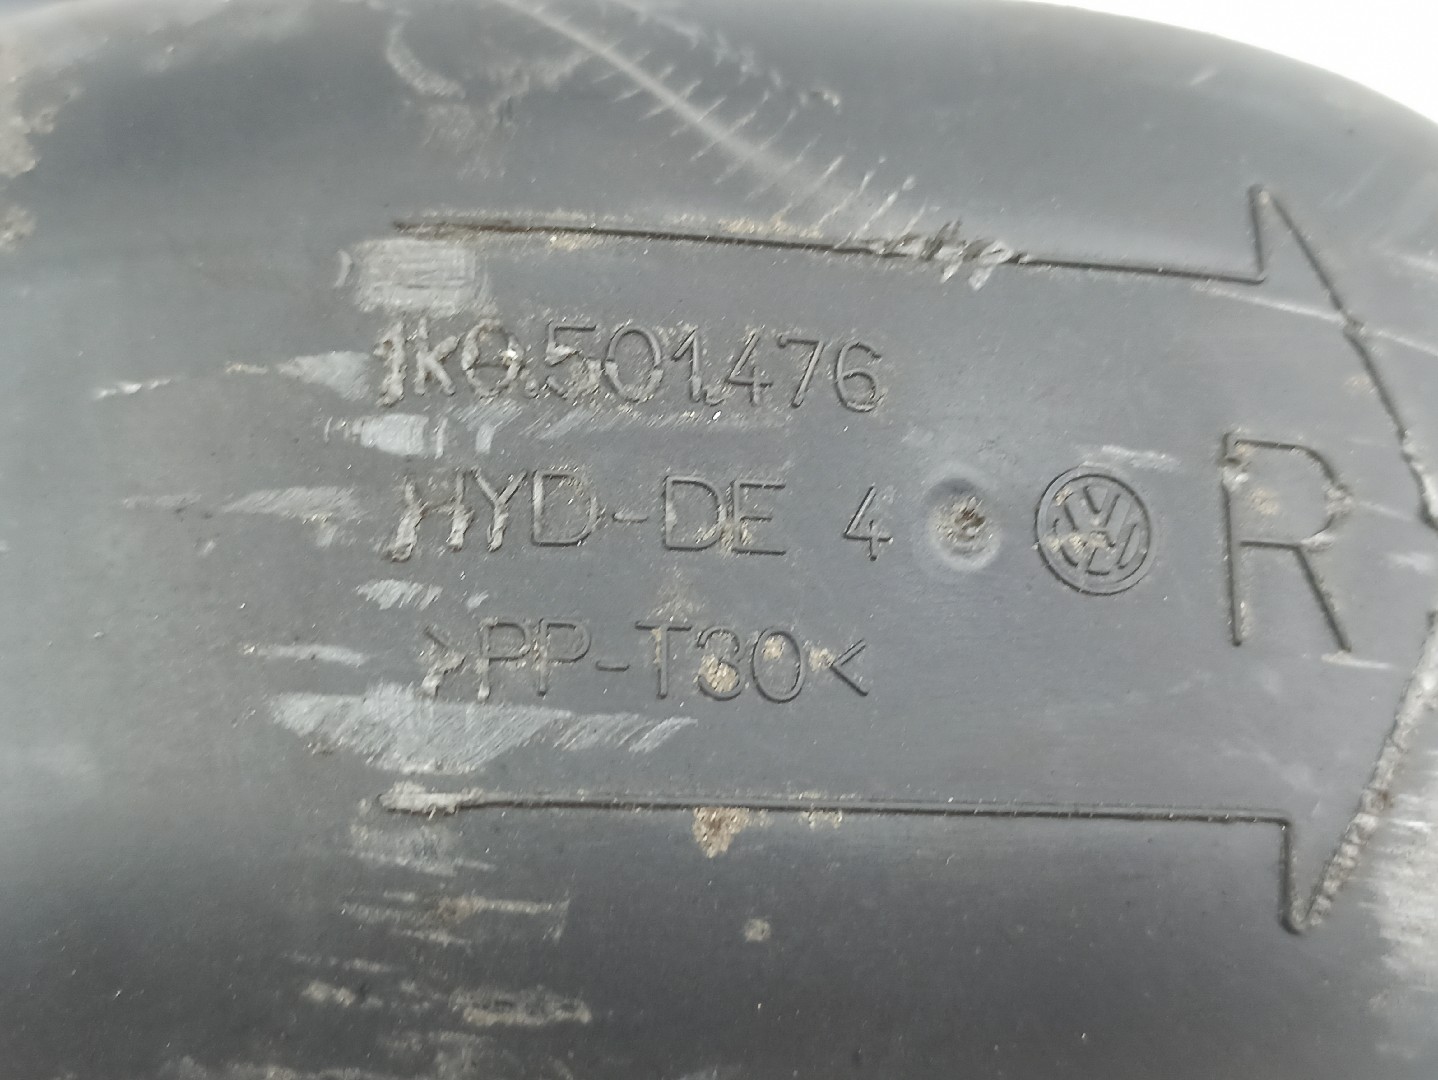 1K0.501.476
HYD-DE 4
R
>PP-T30<